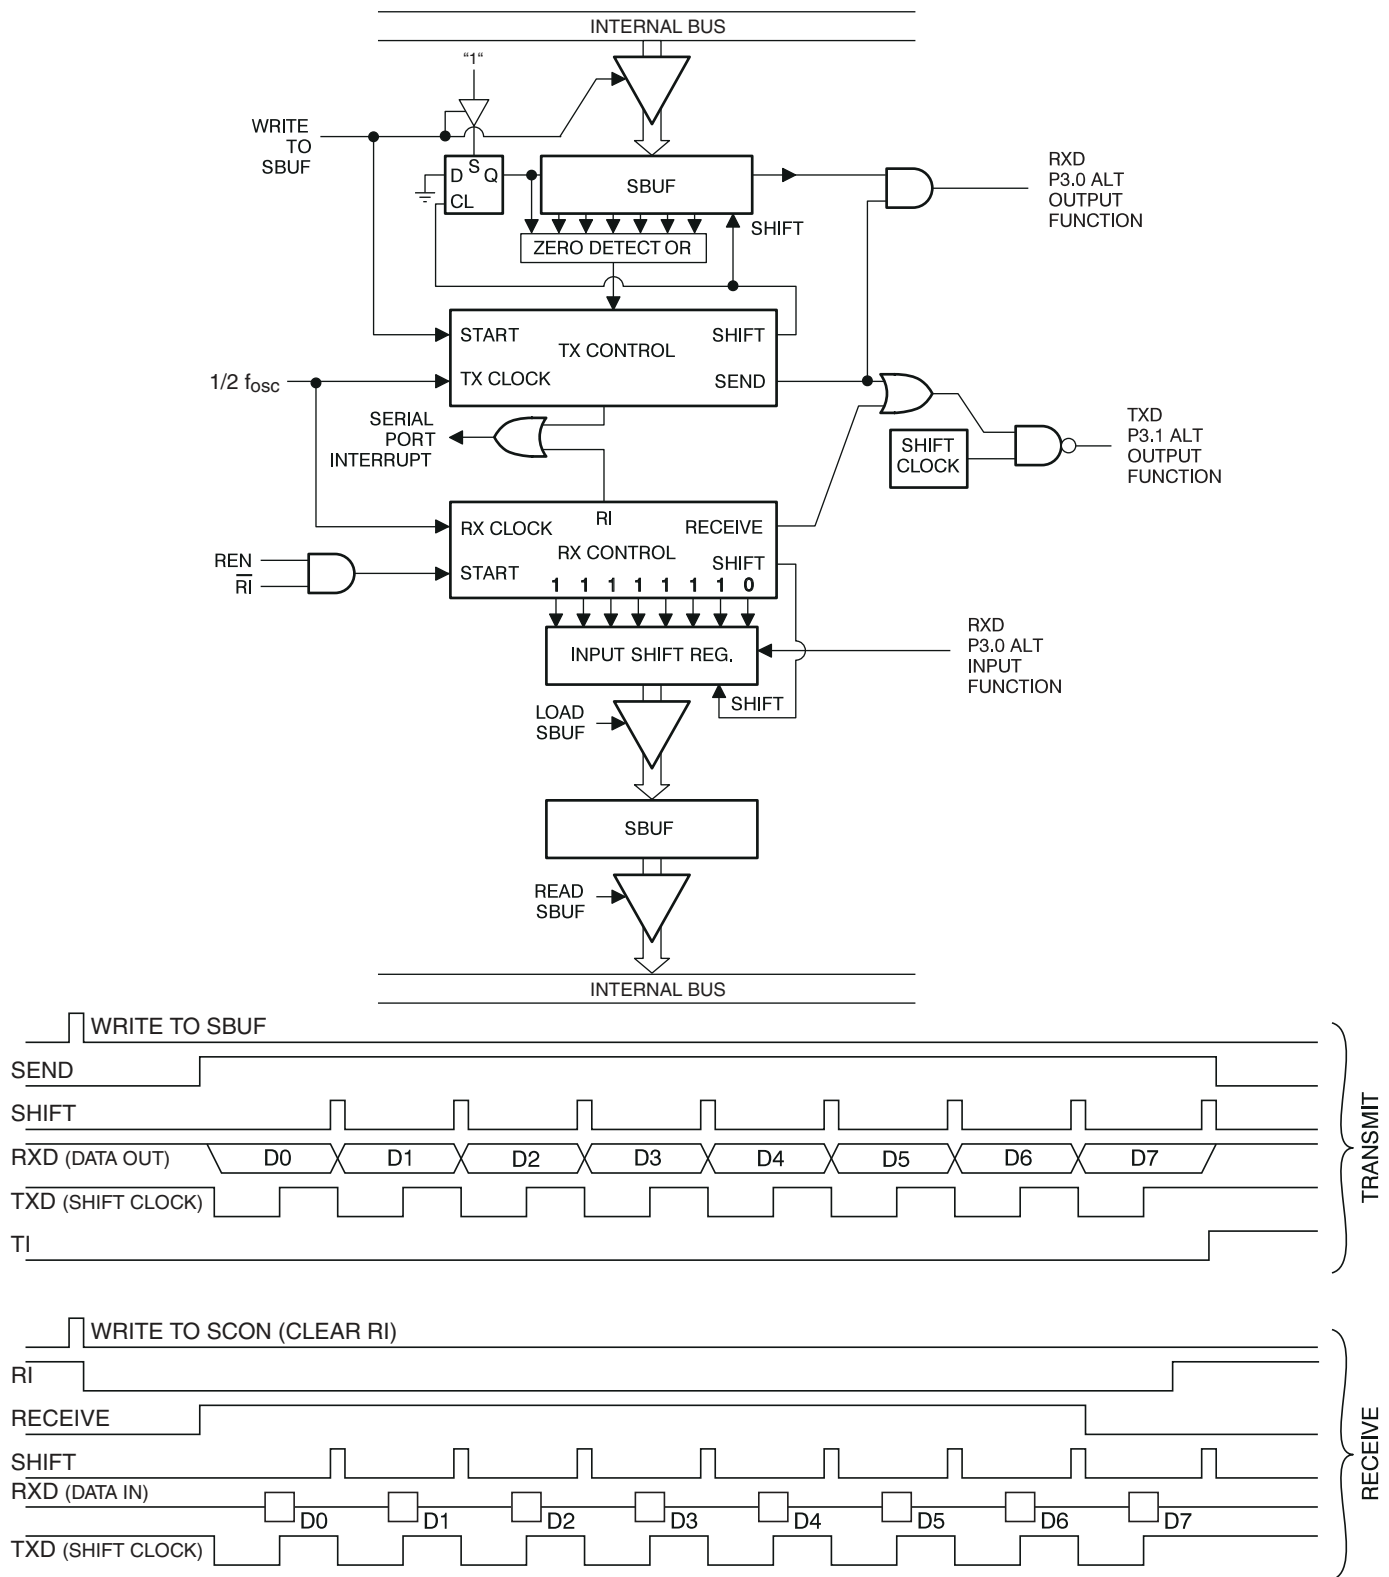 INTERNAL BUS
“1“
WRITE
TO
SBUF
S
D Q
CL
SBUF
RXD
P3.0 ALT
OUTPUT
FUNCTION
SHIFT
ZERO DETECT OR
START
SHIFT
TX CONTROL
1/2 fosc
TX CLOCK
SEND
SERIAL
PORT
INTERRUPT
SHIFT
CLOCK
TXD
P3.1 ALT
OUTPUT
FUNCTION
RI
RX CLOCK
RECEIVE
RX CONTROL
SHIFT
REN
RI
START
1 1 1 1 1 1 1 0
INPUT SHIFT REG.
RXD
P3.0 ALT
INPUT
FUNCTION
SHIFT
LOAD
SBUF
SBUF
READ
SBUF
INTERNAL BUS
WRITE TO SBUF
SEND
SHIFT
RXD (DATA OUT) D0 D1 D2 D3 D4 D5 D6 D7
TXD (SHIFT CLOCK)
TI
TRANSMIT
WRITE TO SCON (CLEAR RI)
RI
RECEIVE
SHIFT
RXD (DATA IN)
D0 D1 D2 D3 D4 D5 D6 D7
TXD (SHIFT CLOCK)
RECEIVE